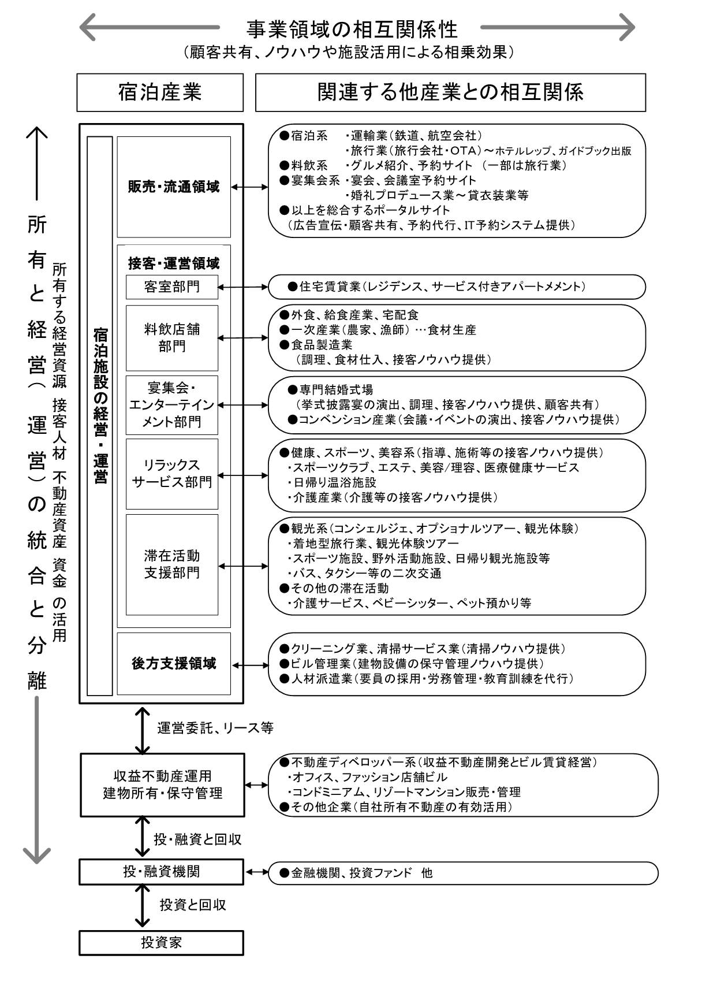 事業領域の相互関係性
（顧客共有、ノウハウや施設活用による相乗効果）
宿泊産業
関連する他産業との相互関係
所有と経営（運営）の統合と分離
所有する経営資源 接客人材 不動産資産 資金 の活用
宿泊施設の経営・運営
販売・流通領域
●宿泊系　・運輸業（鉄道、航空会社）
・旅行業（旅行会社・OTA）～ホテルレップ、ガイドブック出版
●料飲系　・グルメ紹介、予約サイト　（一部は旅行業）
●宴集会系・宴会、会議室予約サイト
・婚礼プロデュース業～貸衣装業等
●以上を総合するポータルサイト
（広告宣伝・顧客共有、予約代行、IT予約システム提供）
接客・運営領域
客室部門
●住宅賃貸業（レジデンス、サービス付きアパートメメント）
料飲店舗
部門
●外食、給食産業、宅配食
●一次産業（農家、漁師）…食材生産
●食品製造業
（調理、食材仕入、接客ノウハウ提供）
宴集会・
エンターテイン
メント部門
●専門結婚式場
（挙式披露宴の演出、調理、接客ノウハウ提供、顧客共有）
●コンベンション産業（会議・イベントの演出、接客ノウハウ提供）
リラックス
サービス部門
●健康、スポーツ、美容系（指導、施術等の接客ノウハウ提供）
・スポーツクラブ、エステ、美容/理容、医療健康サービス
・日帰り温浴施設
・介護産業（介護等の接客ノウハウ提供）
滞在活動
支援部門
●観光系（コンシェルジェ、オプショナルツアー、観光体験）
・着地型旅行業、観光体験ツアー
・スポーツ施設、野外活動施設、日帰り観光施設等
・バス、タクシー等の二次交通
●その他の滞在活動
・介護サービス、ベビーシッター、ペット預かり等
後方支援領域
●クリーニング業、清掃サービス業（清掃ノウハウ提供）
●ビル管理業（建物設備の保守管理ノウハウ提供）
●人材派遣業（要員の採用・労務管理・教育訓練を代行）
運営委託、リース等
収益不動産運用
建物所有・保守管理
●不動産ディベロッパー系（収益不動産開発とビル賃貸経営）
・オフィス、ファッション店舗ビル
・コンドミニアム、リゾートマンション販売・管理
●その他企業（自社所有不動産の有効活用）
投・融資と回収
投・融資機関
●金融機関、投資ファンド　他
投資と回収
投資家